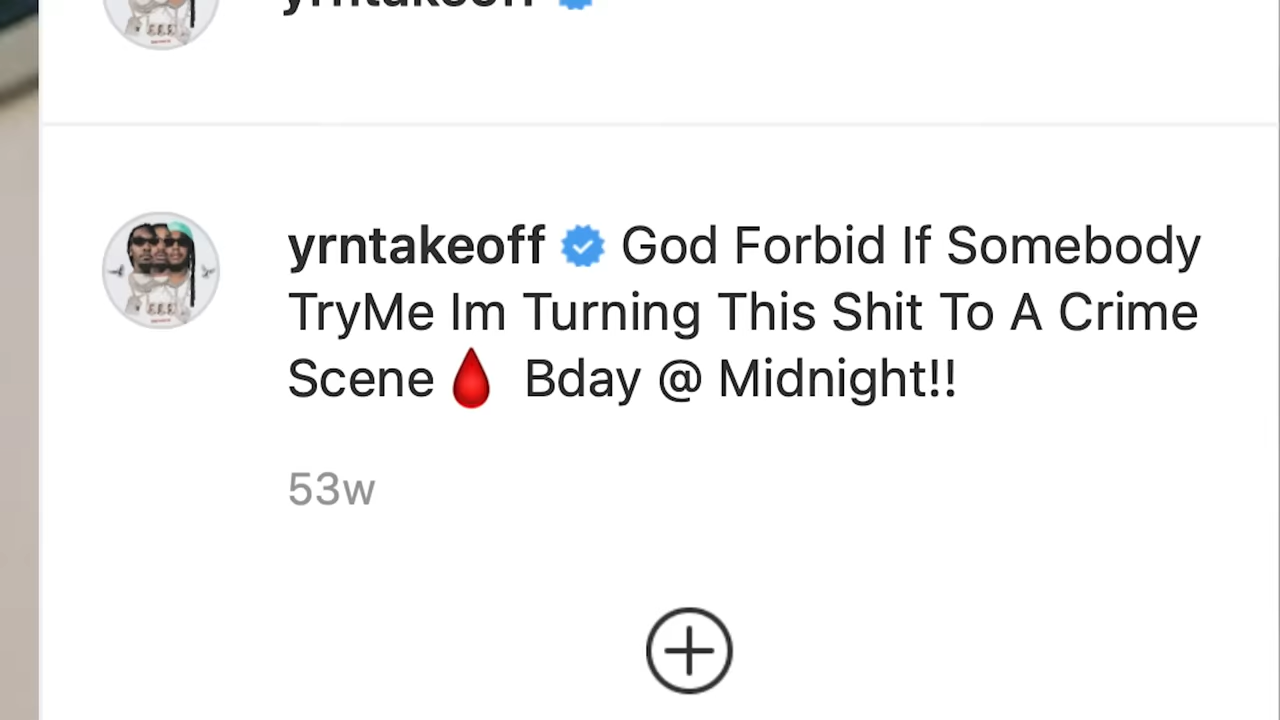 yrntakeoff
yrntakeoff God Forbid If Somebody
TryMe Im Turning This Shit To A Crime
Scene🩸 Bday @ Midnight!!
53w